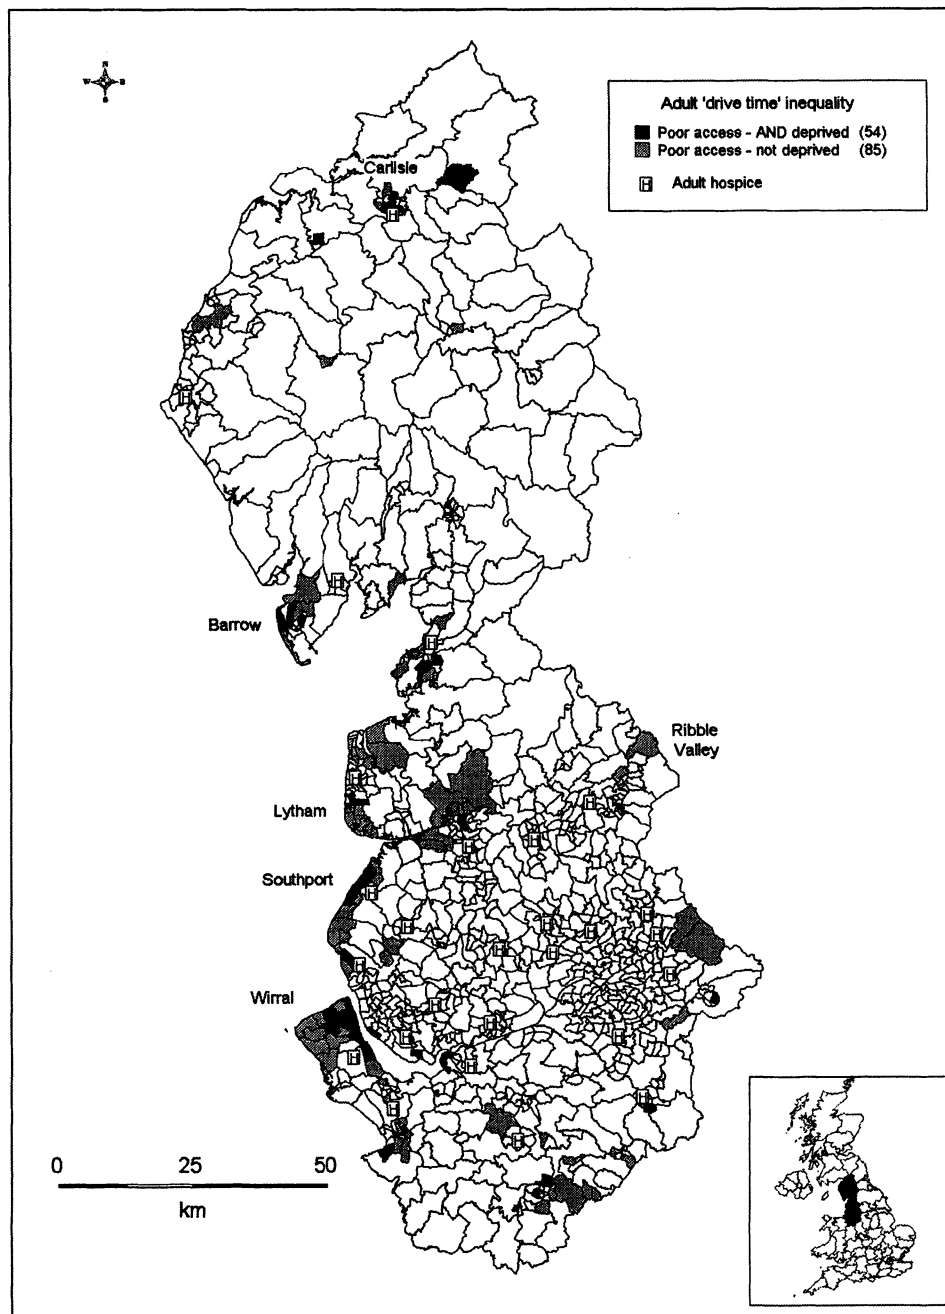 N
W E
S
Adult 'drive time' inequality
Poor access - AND deprived (54)
Poor access - not deprived (85)
H Adult hospice
Carlisle
Barrow
Ribble
Valley
Lytham
Southport
Wirral
0 25 50
km